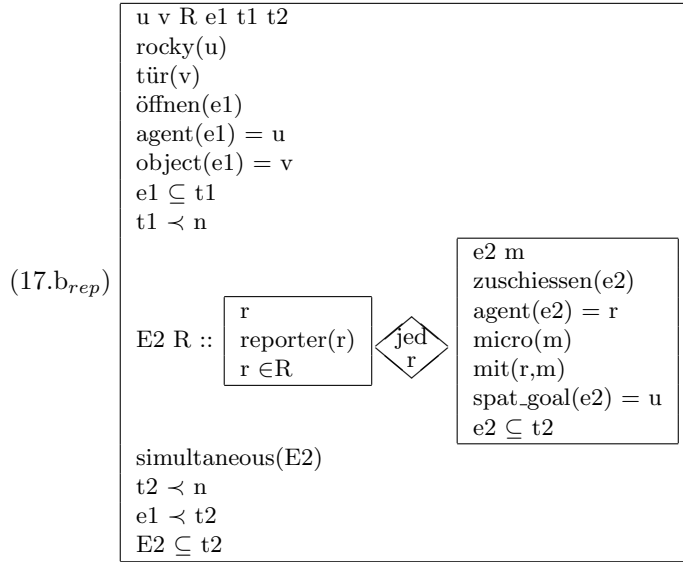 u v R e1 t1 t2
rocky(u)
tür(v)
öffnen(e1)
agent(e1) = u
object(e1) = v
e1 ⊆ t1
t1 ≺ n
(17.b_rep)
E2 R ::
r
reporter(r)
r ∈R
jed
r
e2 m
zuschiessen(e2)
agent(e2) = r
micro(m)
mit(r,m)
spat_goal(e2) = u
e2 ⊆ t2
simultaneous(E2)
t2 ≺ n
e1 ≺ t2
E2 ⊆ t2